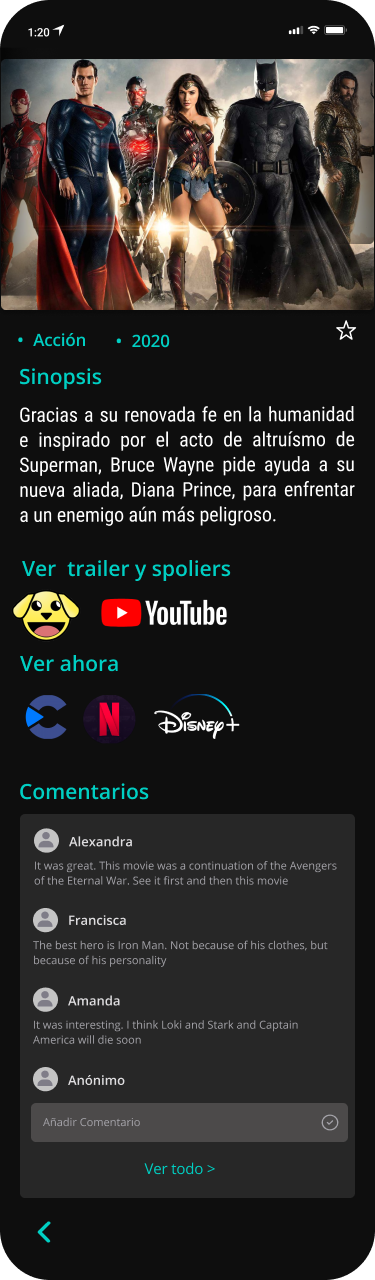 1:20
• Acción • 2020
Sinopsis
Gracias a su renovada fe en la humanidad
e inspirado por el acto de altruísmo de
Superman, Bruce Wayne pide ayuda a su
nueva aliada, Diana Prince, para enfrentar
a un enemigo aún más peligroso.
Ver trailer y spoliers
YouTube
Ver ahora
N
Disney+
Comentarios
Alexandra
It was great. This movie was a continuation of the Avengers
of the Eternal War. See it first and then this movie
Francisca
The best hero is Iron Man. Not because of his clothes, but
because of his personality
Amanda
It was interesting. I think Loki and Stark and Captain
America will die soon
Anónimo
Añadir Comentario
Ver todo >